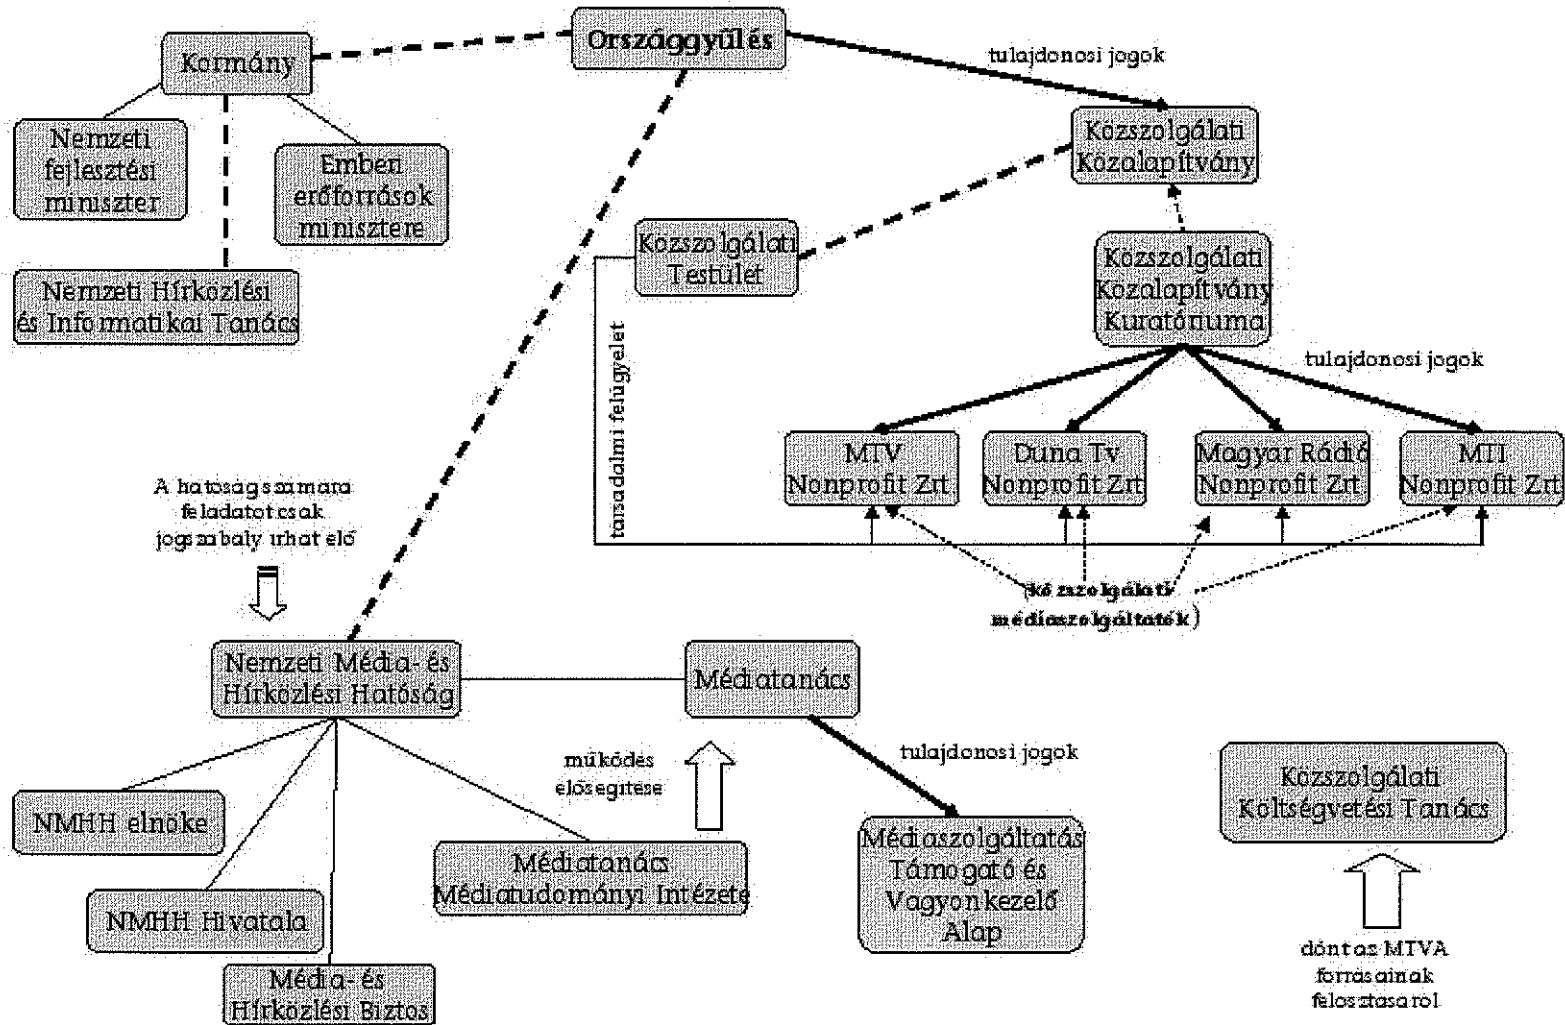 Országgyűlés
Kormány
tulajdonosi jogok
Nemzeti
fejlesztési
miniszter
Emberi
erőforrások
minisztere
Közszolgálati
Közalapítvány
Nemzeti Hírközlési
és Informatikai Tanács
Közszolgálati
Testület
Közszolgálati
Közalapítvány
Kuratóriuma
társadalmi felügyelet
tulajdonosi jogok
MTV
Nonprofit Zrt
Duna Tv
Nonprofit Zrt
Magyar Rádió
Nonprofit Zrt
MTI
Nonprofit Zrt
A hatóság számára
feladatot csak
jogszabály írhat elő
(közszolgálati
médiaszolgáltatók)
Nemzeti Média- és
Hírközlési Hatóság
Médiatanács
működés
elősegítése
tulajdonosi jogok
NMHH elnöke
Médiatanács
Médiatudományi Intézete
NMHH Hivatala
Média- és
Hírközlési Biztos
Médiaszolgáltatás
Támogató és
Vagyonkezelő
Alap
Közszolgálati
Költségvetési Tanács
dönt az MTVA
forrásainak
felosztásáról